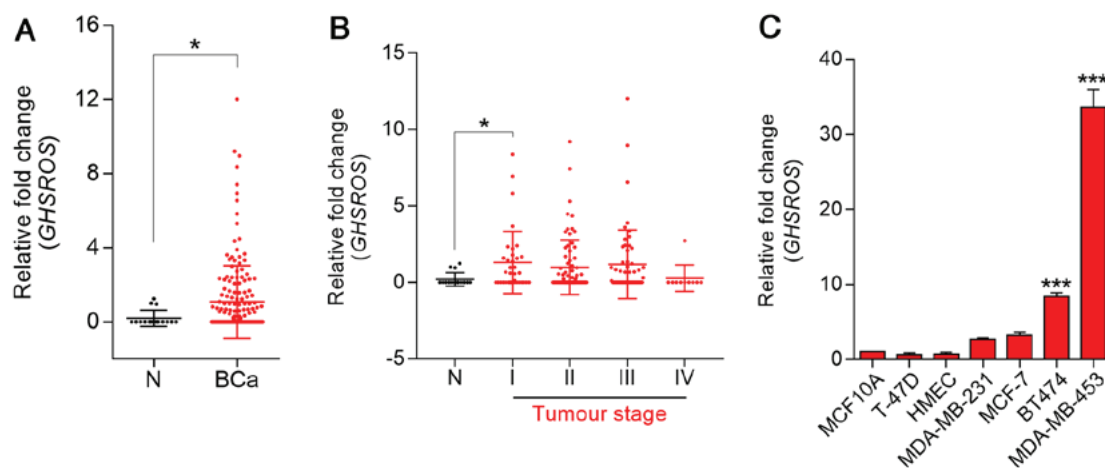 A
Relative fold change
(GHSROS)
16
12
8
4
0
*
N
BCa
B
Relative fold change
(GHSROS)
15
10
5
0
-5
*
N
I
II
III
IV
Tumour stage
C
Relative fold change
(GHSROS)
40
30
20
10
0
***
***
MCF10A
T-47D
HMEC
MDA-MB-231
MCF-7
BT474
MDA-MB-453